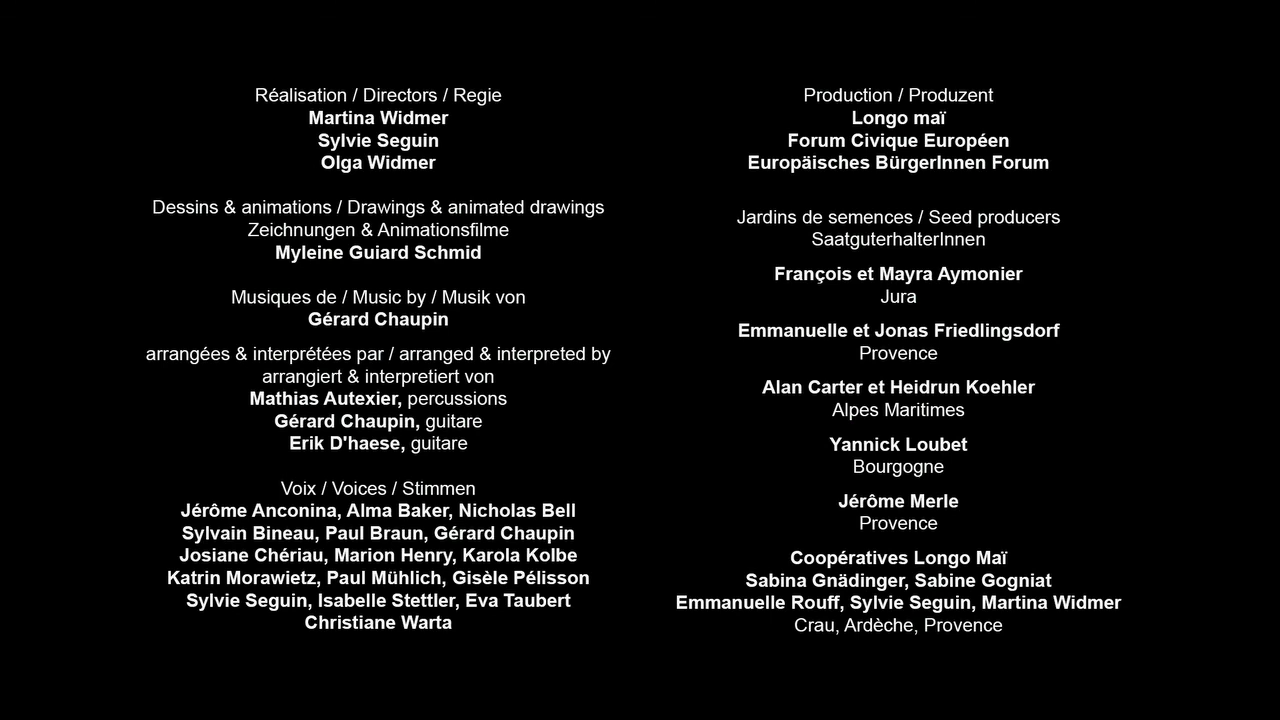 Réalisation / Directors / Regie
Martina Widmer
Sylvie Seguin
Olga Widmer
Dessins & animations / Drawings & animated drawings
Zeichnungen & Animationsfilme
Myleine Guiard Schmid
Musiques de / Music by / Musik von
Gérard Chaupin
arrangées & interprétées par / arranged & interpreted by
arrangiert & interpretiert von
Mathias Autexier, percussions
Gérard Chaupin, guitare
Erik D'haese, guitare
Voix / Voices / Stimmen
Jérôme Anconina, Alma Baker, Nicholas Bell
Sylvain Bineau, Paul Braun, Gérard Chaupin
Josiane Chériau, Marion Henry, Karola Kolbe
Katrin Morawietz, Paul Mühlich, Gisèle Pélisson
Sylvie Seguin, Isabelle Stettler, Eva Taubert
Christiane Warta
Production / Produzent
Longo maï
Forum Civique Européen
Europäisches BürgerInnen Forum
Jardins de semences / Seed producers
SaatguterhalterInnen
François et Mayra Aymonier
Jura
Emmanuelle et Jonas Friedlingsdorf
Provence
Alan Carter et Heidrun Koehler
Alpes Maritimes
Yannick Loubet
Bourgogne
Jérôme Merle
Provence
Coopératives Longo Maï
Sabina Gnädinger, Sabine Gogniat
Emmanuelle Rouff, Sylvie Seguin, Martina Widmer
Crau, Ardèche, Provence